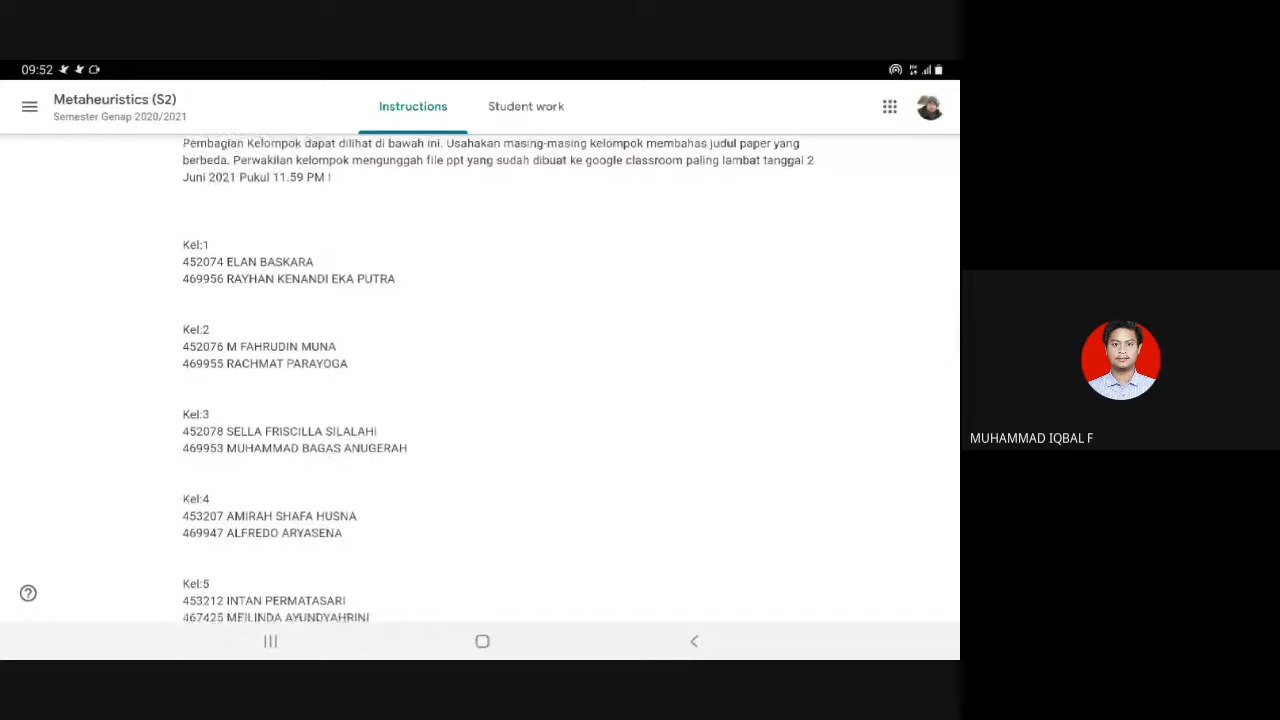 09:52
Metaheuristics (S2)
Semester Genap 2020/2021
Instructions
Student work
Pembagian Kelompok dapat dilihat di bawah ini. Usahakan masing-masing kelompok membahas judul paper yang
berbeda. Perwakilan kelompok mengunggah file ppt yang sudah dibuat ke google classroom paling lambat tanggal 2
Juni 2021 Pukul 11.59 PM !
Kel:1
452074 ELAN BASKARA
469956 RAYHAN KENANDI EKA PUTRA
Kel:2
452076 M FAHRUDIN MUNA
469955 RACHMAT PARAYOGA
Kel:3
452078 SELLA FRISCILLA SILALAHI
469953 MUHAMMAD BAGAS ANUGERAH
Kel:4
453207 AMIRAH SHAFA HUSNA
469947 ALFREDO ARYASENA
Kel:5
453212 INTAN PERMATASARI
467425 MEILINDA AYUNDYAHRINI
MUHAMMAD IQBAL F